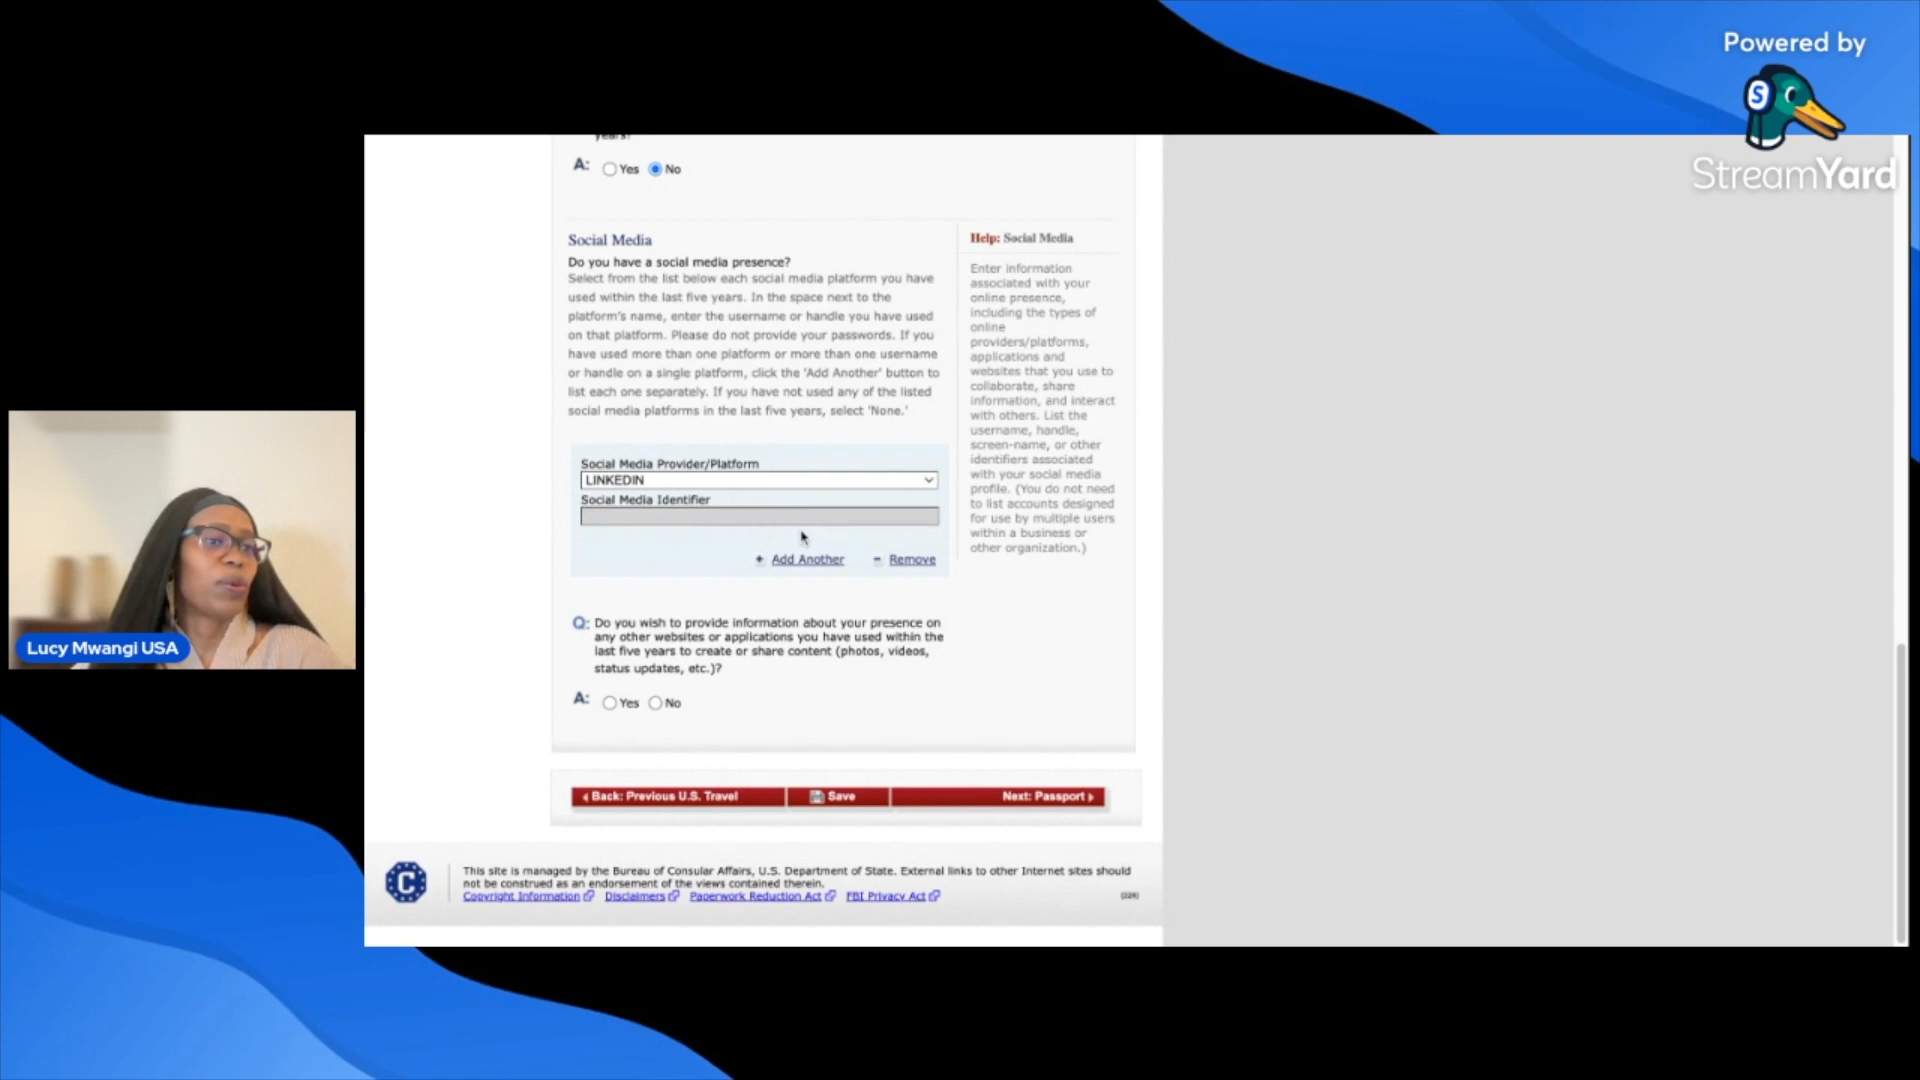 Powered by
S
StreamYard
years?
A: Yes No
Social Media
Do you have a social media presence?
Select from the list below each social media platform you have
used within the last five years. In the space next to the
platform's name, enter the username or handle you have used
on that platform. Please do not provide your passwords. If you
have used more than one platform or more than one username
or handle on a single platform, click the 'Add Another' button to
list each one separately. If you have not used any of the listed
social media platforms in the last five years, select 'None.'
Help: Social Media
Enter information
associated with your
online presence,
including the types of
online
providers/platforms,
applications and
websites that you use to
collaborate, share
information, and interact
with others. List the
username, handle,
screen-name, or other
identifiers associated
with your social media
profile. (You do not need
to list accounts designed
for use by multiple users
within a business or
other organization.)
Social Media Provider/Platform
LINKEDIN
Social Media Identifier
Add Another Remove
Q: Do you wish to provide information about your presence on
any other websites or applications you have used within the
last five years to create or share content (photos, videos,
status updates, etc.)?
A: Yes No
Back: Previous U.S. Travel Save Next: Passport
Lucy Mwangi USA
C
This site is managed by the Bureau of Consular Affairs, U.S. Department of State. External links to other Internet sites should
not be construed as an endorsement of the views contained therein.
Copyright Information Disclaimers Paperwork Reduction Act FBI Privacy Act